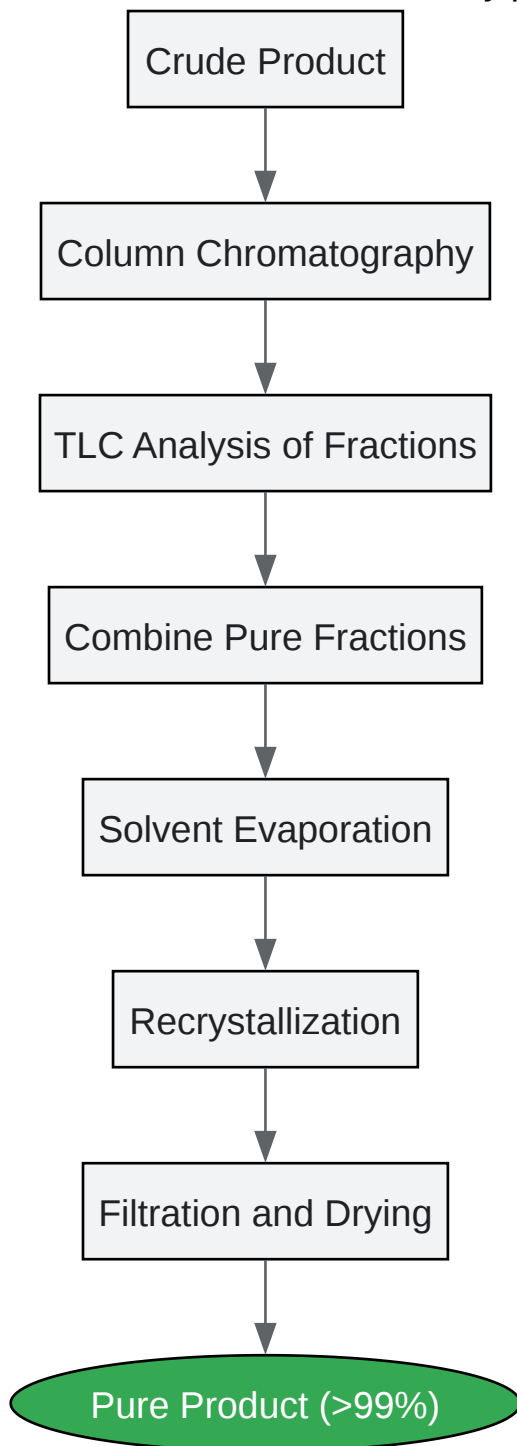 Crude Product
Column Chromatography
TLC Analysis of Fractions
Combine Pure Fractions
Solvent Evaporation
Recrystallization
Filtration and Drying
Pure Product (>99%)